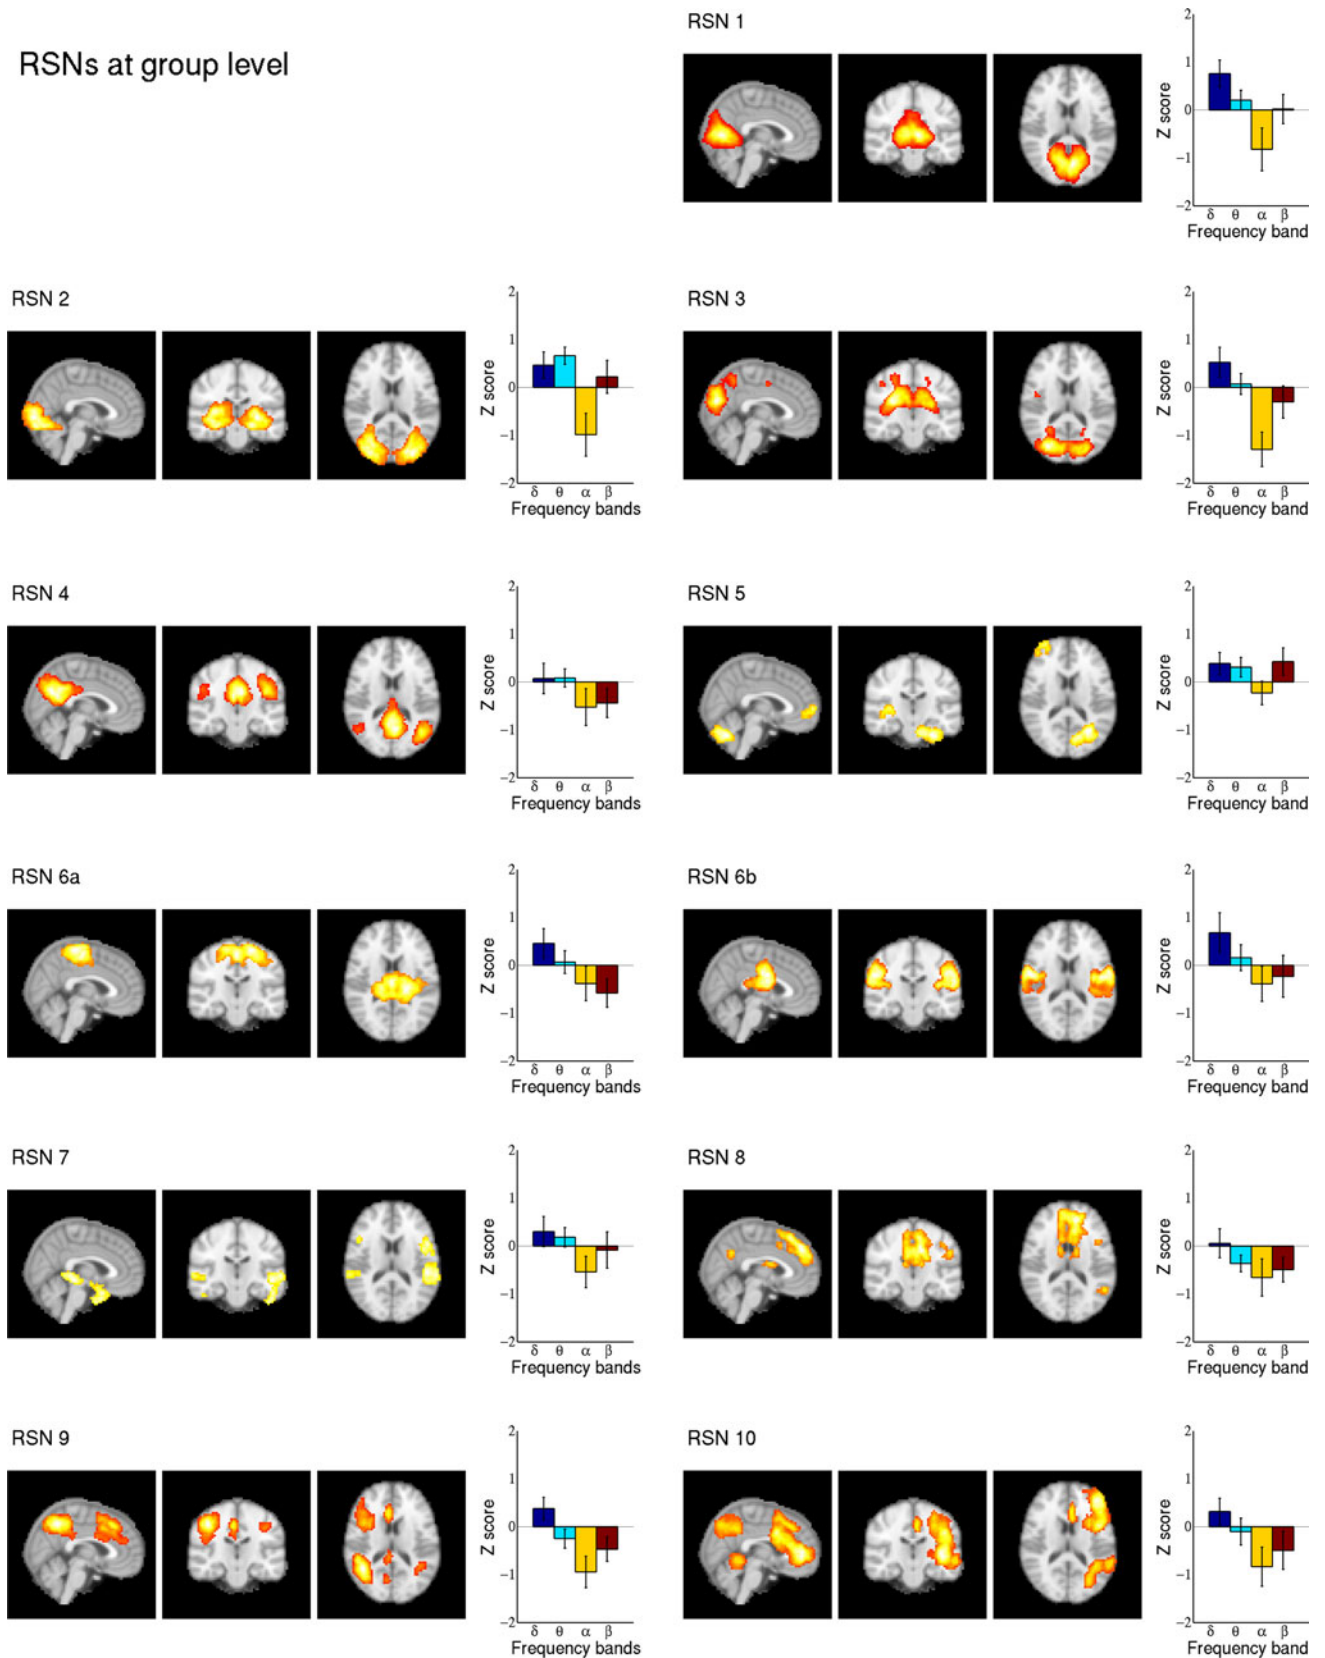 RSNs at group level
RSN 1
Z score
2
1
0
−1
−2
δ θ α β
Frequency band
RSN 2
Z score
2
1
0
−1
−2
δ θ α β
Frequency bands
RSN 3
Z score
2
1
0
−1
−2
δ θ α β
Frequency band
RSN 4
Z score
2
1
0
−1
−2
δ θ α β
Frequency bands
RSN 5
Z score
2
1
0
−1
−2
δ θ α β
Frequency band
RSN 6a
Z score
2
1
0
−1
−2
δ θ α β
Frequency bands
RSN 6b
Z score
2
1
0
−1
−2
δ θ α β
Frequency band
RSN 7
Z score
2
1
0
−1
−2
δ θ α β
Frequency bands
RSN 8
Z score
2
1
0
−1
−2
δ θ α β
Frequency band
RSN 9
Z score
2
1
0
−1
−2
δ θ α β
Frequency bands
RSN 10
Z score
2
1
0
−1
−2
δ θ α β
Frequency band